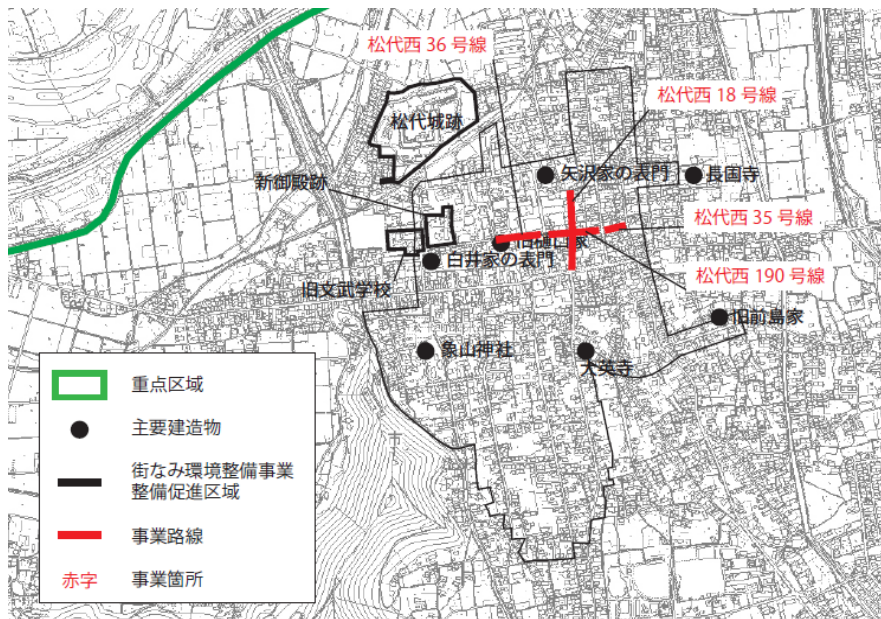 松代西 36 号線
松代西 18 号線
松代城跡
矢沢家の表門
長国寺
新御殿跡
松代西 35 号線
旧樋口家
白井家の表門
松代西 190 号線
旧文武学校
旧前島家
象山神社
大英寺
重点区域
主要建造物
市
街なみ環境整備事業
整備促進区域
事業路線
赤字 事業箇所